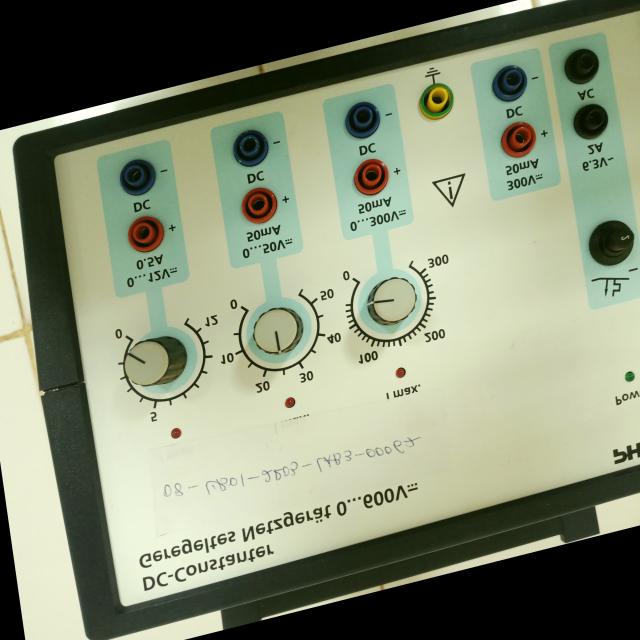 DC-Constanter
Geregeltes Netzgerät 0...600V=
I max.
0 5 12
0 10 20 30 40 50
0 100 200 300
0...12V=
0.5A
DC
+
-
0...50V=
50mA
DC
+
-
0...300V=
50mA
DC
+
-
300V=
50mA
DC
+
-
6.3V~
2A
AC